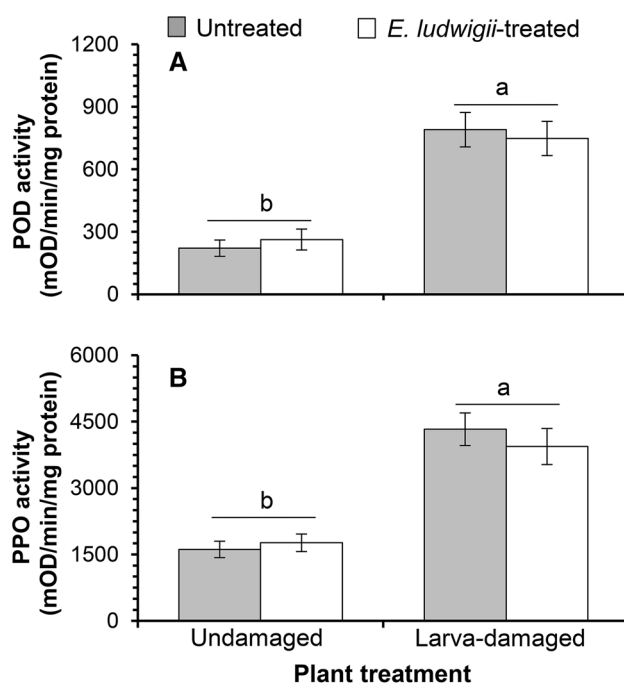 Untreated E. ludwigii-treated
A
POD activity
(mOD/min/mg protein)
1200
900
600
300
0
b
a
B
PPO activity
(mOD/min/mg protein)
6000
4500
3000
1500
0
b
a
Undamaged Larva-damaged
Plant treatment